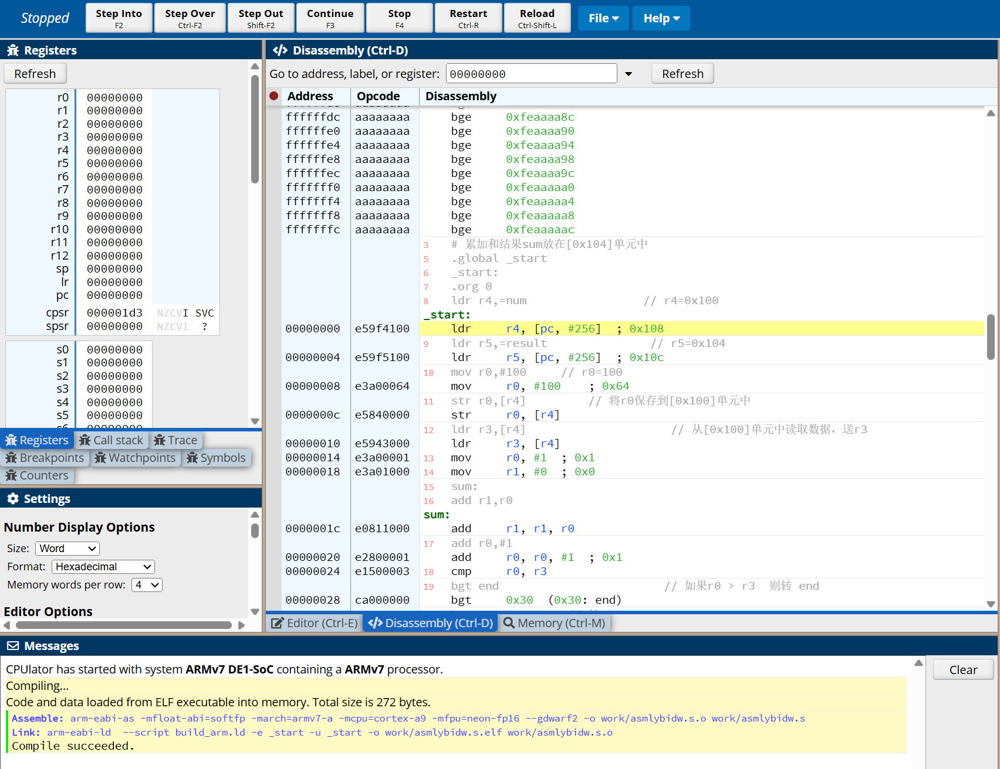 Stopped
Step Into
F2
Step Over
Ctrl-F2
Step Out
Shift-F2
Continue
F3
Stop
F4
Restart
Ctrl-R
Reload
Ctrl-Shift-L
File
Help
Registers
Refresh
r0 00000000
r1 00000000
r2 00000000
r3 00000000
r4 00000000
r5 00000000
r6 00000000
r7 00000000
r8 00000000
r9 00000000
r10 00000000
r11 00000000
r12 00000000
sp 00000000
lr 00000000
pc 00000000
cpsr 000001d3 NZCVI SVC
spsr 00000000 NZCVI ?
s0 00000000
s1 00000000
s2 00000000
s3 00000000
s4 00000000
s5 00000000
Registers Call stack Trace
Breakpoints Watchpoints Symbols
Counters
Settings
Number Display Options
Size: Word
Format: Hexadecimal
Memory words per row: 4
Editor Options
Disassembly (Ctrl-D)
Go to address, label, or register: 00000000 Refresh
Address Opcode Disassembly
ffffffdc aaaaaaaa bge 0xfeaaaa8c
ffffffe0 aaaaaaaa bge 0xfeaaaa90
ffffffe4 aaaaaaaa bge 0xfeaaaa94
ffffffe8 aaaaaaaa bge 0xfeaaaa98
ffffffec aaaaaaaa bge 0xfeaaaa9c
fffffff0 aaaaaaaa bge 0xfeaaaaa0
fffffff4 aaaaaaaa bge 0xfeaaaaa4
fffffff8 aaaaaaaa bge 0xfeaaaaa8
fffffffc aaaaaaaa bge 0xfeaaaaac
3 # 累加和结果sum放在[0x104]单元中
5 .global _start
6 _start:
7 .org 0
8 ldr r4,=num // r4=0x100
_start:
00000000 e59f4100 ldr r4, [pc, #256] ; 0x108
9 ldr r5,=result // r5=0x104
00000004 e59f5100 ldr r5, [pc, #256] ; 0x10c
10 mov r0,#100 // r0=100
00000008 e3a00064 mov r0, #100 ; 0x64
11 str r0,[r4] // 将r0保存到[0x100]单元中
0000000c e5840000 str r0, [r4]
12 ldr r3,[r4] // 从[0x100]单元中读取数据，送r3
00000010 e5943000 ldr r3, [r4]
00000014 e3a00001 13 mov r0, #1 ; 0x1
00000018 e3a01000 14 mov r1, #0 ; 0x0
15 sum:
16 add r1,r0
sum:
0000001c e0811000 add r1, r1, r0
17 add r0,#1
00000020 e2800001 add r0, r0, #1 ; 0x1
00000024 e1500003 18 cmp r0, r3
19 bgt end // 如果r0 > r3 则转 end
00000028 ca000000 bgt 0x30 (0x30: end)
Editor (Ctrl-E) Disassembly (Ctrl-D) Memory (Ctrl-M)
Messages
Clear
CPUlator has started with system ARMv7 DE1-SoC containing a ARMv7 processor.
Compiling...
Code and data loaded from ELF executable into memory. Total size is 272 bytes.
Assemble: arm-eabi-as -mfloat-abi=softfp -march=armv7-a -mcpu=cortex-a9 -mfpu=neon-fp16 --gdwarf2 -o work/asmlybidw.s.o work/asmlybidw.s
Link: arm-eabi-ld --script build_arm.ld -e _start -u _start -o work/asmlybidw.s.elf work/asmlybidw.s.o
Compile succeeded.